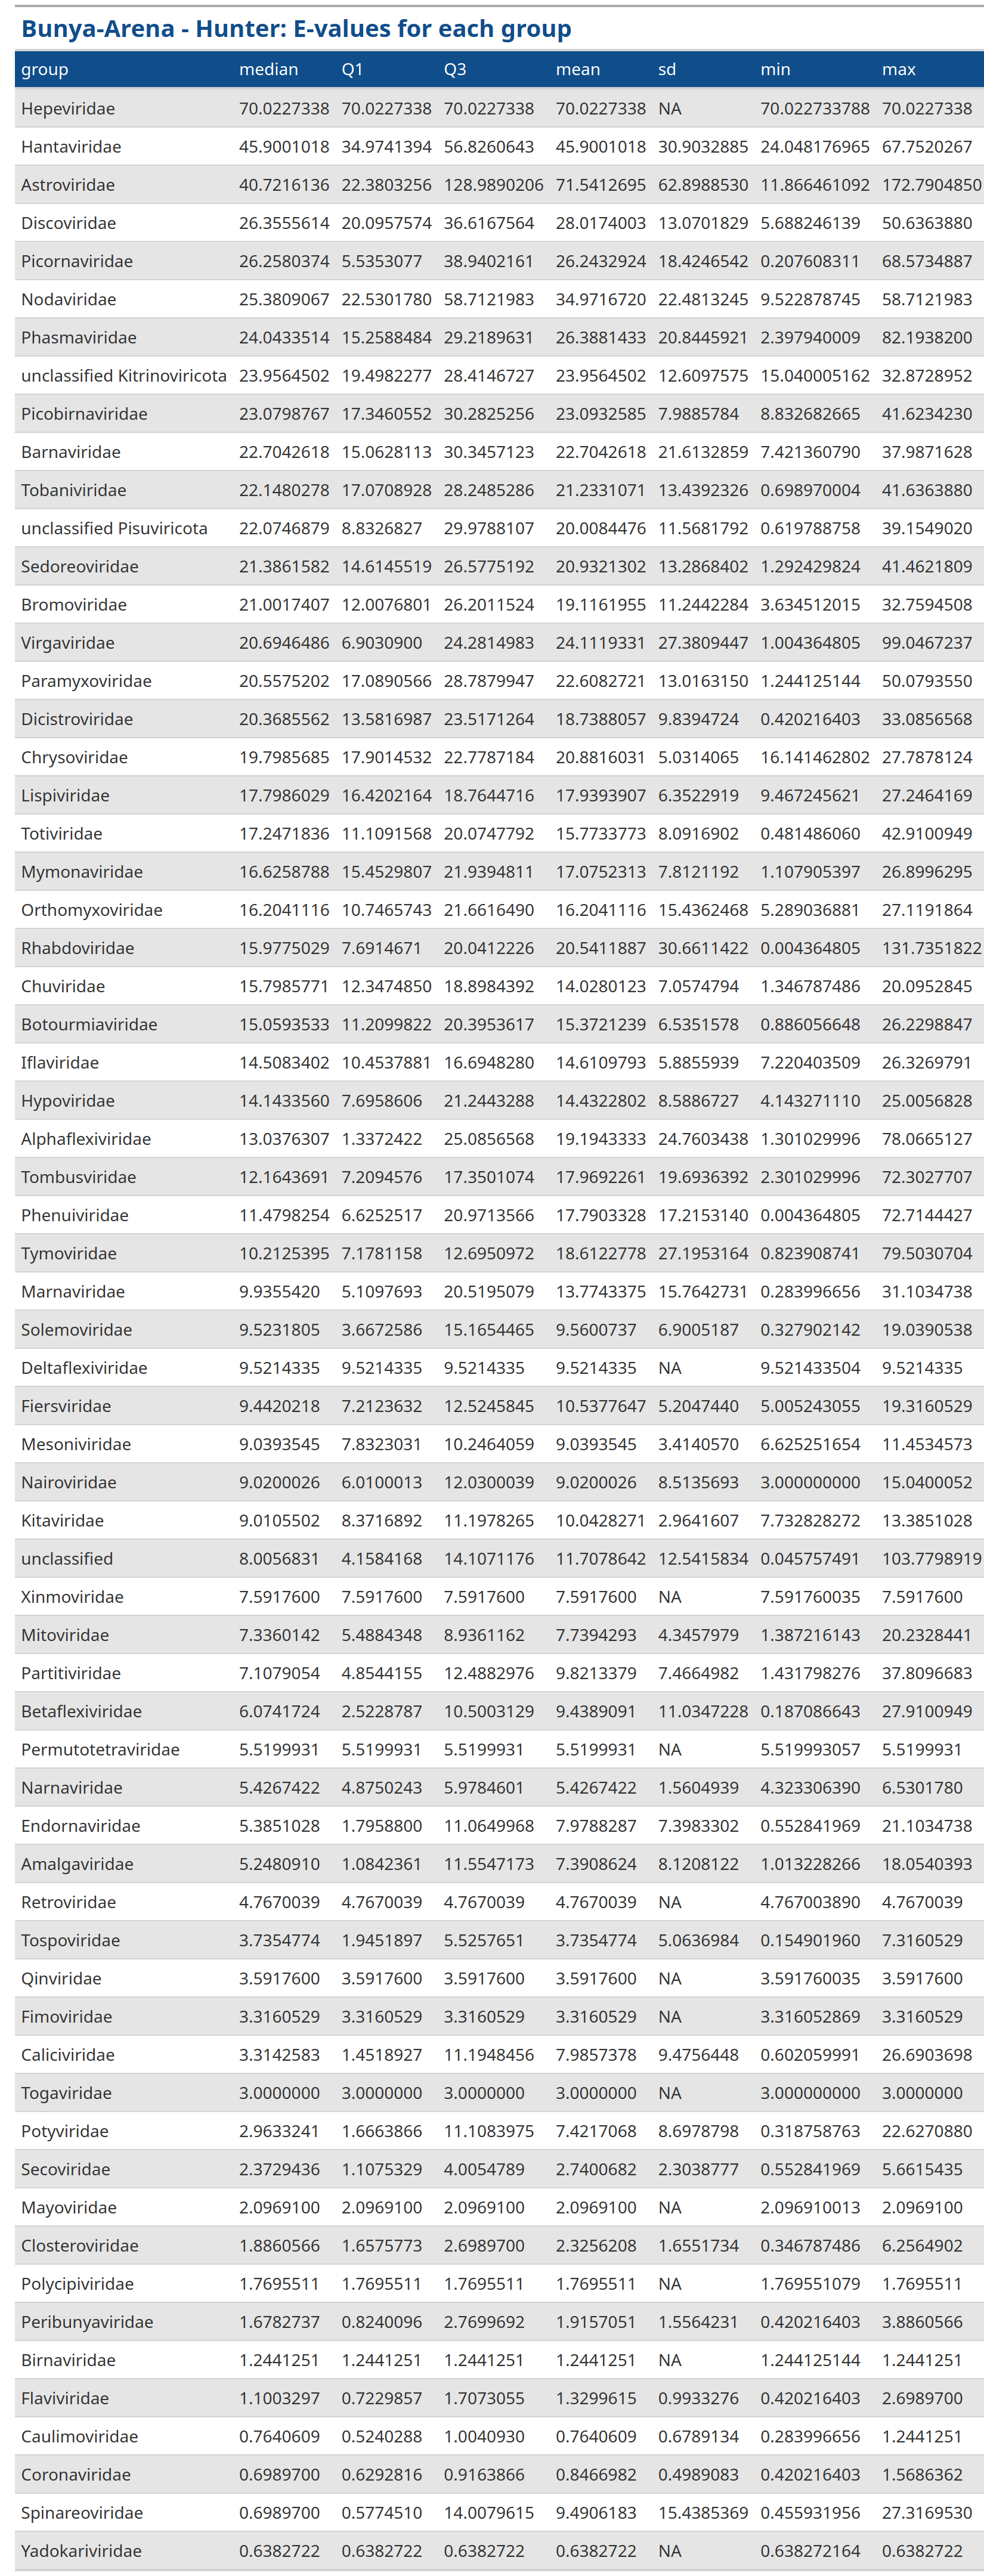 Bunya-Arena - Hunter: E-values for each group
group median Q1 Q3 mean sd min max
Hepeviridae 70.0227338 70.0227338 70.0227338 70.0227338 NA 70.022733788 70.0227338
Hantaviridae 45.9001018 34.9741394 56.8260643 45.9001018 30.9032885 24.048176965 67.7520267
Astroviridae 40.7216136 22.3803256 128.9890206 71.5412695 62.8988530 11.866461092 172.7904850
Discoviridae 26.3555614 20.0957574 36.6167564 28.0174003 13.0701829 5.688246139 50.6363880
Picornaviridae 26.2580374 5.5353077 38.9402161 26.2432924 18.4246542 0.207608311 68.5734887
Nodaviridae 25.3809067 22.5301780 58.7121983 34.9716720 22.4813245 9.522878745 58.7121983
Phasmaviridae 24.0433514 15.2588484 29.2189631 26.3881433 20.8445921 2.397940009 82.1938200
unclassified Kitrinoviricota 23.9564502 19.4982277 28.4146727 23.9564502 12.6097575 15.040005162 32.8728952
Picobirnaviridae 23.0798767 17.3460552 30.2825256 23.0932585 7.9885784 8.832682665 41.6234230
Barnaviridae 22.7042618 15.0628113 30.3457123 22.7042618 21.6132859 7.421360790 37.9871628
Tobaniviridae 22.1480278 17.0708928 28.2485286 21.2331071 13.4392326 0.698970004 41.6363880
unclassified Pisuviricota 22.0746879 8.8326827 29.9788107 20.0084476 11.5681792 0.619788758 39.1549020
Sedoreoviridae 21.3861582 14.6145519 26.5775192 20.9321302 13.2868402 1.292429824 41.4621809
Bromoviridae 21.0017407 12.0076801 26.2011524 19.1161955 11.2442284 3.634512015 32.7594508
Virgaviridae 20.6946486 6.9030900 24.2814983 24.1119331 27.3809447 1.004364805 99.0467237
Paramyxoviridae 20.5575202 17.0890566 28.7879947 22.6082721 13.0163150 1.244125144 50.0793550
Dicistroviridae 20.3685562 13.5816987 23.5171264 18.7388057 9.8394724 0.420216403 33.0856568
Chrysoviridae 19.7985685 17.9014532 22.7787184 20.8816031 5.0314065 16.141462802 27.7878124
Lispiviridae 17.7986029 16.4202164 18.7644716 17.9393907 6.3522919 9.467245621 27.2464169
Totiviridae 17.2471836 11.1091568 20.0747792 15.7733773 8.0916902 0.481486060 42.9100949
Mymonaviridae 16.6258788 15.4529807 21.9394811 17.0752313 7.8121192 1.107905397 26.8996295
Orthomyxoviridae 16.2041116 10.7465743 21.6616490 16.2041116 15.4362468 5.289036881 27.1191864
Rhabdoviridae 15.9775029 7.6914671 20.0412226 20.5411887 30.6611422 0.004364805 131.7351822
Chuviridae 15.7985771 12.3474850 18.8984392 14.0280123 7.0574794 1.346787486 20.0952845
Botourmiaviridae 15.0593533 11.2099822 20.3953617 15.3721239 6.5351578 0.886056648 26.2298847
Iflaviridae 14.5083402 10.4537881 16.6948280 14.6109793 5.8855939 7.220403509 26.3269791
Hypoviridae 14.1433560 7.6958606 21.2443288 14.4322802 8.5886727 4.143271110 25.0056828
Alphaflexiviridae 13.0376307 1.3372422 25.0856568 19.1943333 24.7603438 1.301029996 78.0665127
Tombusviridae 12.1643691 7.2094576 17.3501074 17.9692261 19.6936392 2.301029996 72.3027707
Phenuiviridae 11.4798254 6.6252517 20.9713566 17.7903328 17.2153140 0.004364805 72.7144427
Tymoviridae 10.2125395 7.1781158 12.6950972 18.6122778 27.1953164 0.823908741 79.5030704
Marnaviridae 9.9355420 5.1097693 20.5195079 13.7743375 15.7642731 0.283996656 31.1034738
Solemoviridae 9.5231805 3.6672586 15.1654465 9.5600737 6.9005187 0.327902142 19.0390538
Deltaflexiviridae 9.5214335 9.5214335 9.5214335 9.5214335 NA 9.521433504 9.5214335
Fiersviridae 9.4420218 7.2123632 12.5245845 10.5377647 5.2047440 5.005243055 19.3160529
Mesoniviridae 9.0393545 7.8323031 10.2464059 9.0393545 3.4140570 6.625251654 11.4534573
Nairoviridae 9.0200026 6.0100013 12.0300039 9.0200026 8.5135693 3.000000000 15.0400052
Kitaviridae 9.0105502 8.3716892 11.1978265 10.0428271 2.9641607 7.732828272 13.3851028
unclassified 8.0056831 4.1584168 14.1071176 11.7078642 12.5415834 0.045757491 103.7798919
Xinmoviridae 7.5917600 7.5917600 7.5917600 7.5917600 NA 7.591760035 7.5917600
Mitoviridae 7.3360142 5.4884348 8.9361162 7.7394293 4.3457979 1.387216143 20.2328441
Partitiviridae 7.1079054 4.8544155 12.4882976 9.8213379 7.4664982 1.431798276 37.8096683
Betaflexiviridae 6.0741724 2.5228787 10.5003129 9.4389091 11.0347228 0.187086643 27.9100949
Permutotetraviridae 5.5199931 5.5199931 5.5199931 5.5199931 NA 5.519993057 5.5199931
Narnaviridae 5.4267422 4.8750243 5.9784601 5.4267422 1.5604939 4.323306390 6.5301780
Endornaviridae 5.3851028 1.7958800 11.0649968 7.9788287 7.3983302 0.552841969 21.1034738
Amalgaviridae 5.2480910 1.0842361 11.5547173 7.3908624 8.1208122 1.013228266 18.0540393
Retroviridae 4.7670039 4.7670039 4.7670039 4.7670039 NA 4.767003890 4.7670039
Tospoviridae 3.7354774 1.9451897 5.5257651 3.7354774 5.0636984 0.154901960 7.3160529
Qinviridae 3.5917600 3.5917600 3.5917600 3.5917600 NA 3.591760035 3.5917600
Fimoviridae 3.3160529 3.3160529 3.3160529 3.3160529 NA 3.316052869 3.3160529
Caliciviridae 3.3142583 1.4518927 11.1948456 7.9857378 9.4756448 0.602059991 26.6903698
Togaviridae 3.0000000 3.0000000 3.0000000 3.0000000 NA 3.000000000 3.0000000
Potyviridae 2.9633241 1.6663866 11.1083975 7.4217068 8.6978798 0.318758763 22.6270880
Secoviridae 2.3729436 1.1075329 4.0054789 2.7400682 2.3038777 0.552841969 5.6615435
Mayoviridae 2.0969100 2.0969100 2.0969100 2.0969100 NA 2.096910013 2.0969100
Closteroviridae 1.8860566 1.6575773 2.6989700 2.3256208 1.6551734 0.346787486 6.2564902
Polycipiviridae 1.7695511 1.7695511 1.7695511 1.7695511 NA 1.769551079 1.7695511
Peribunyaviridae 1.6782737 0.8240096 2.7699692 1.9157051 1.5564231 0.420216403 3.8860566
Birnaviridae 1.2441251 1.2441251 1.2441251 1.2441251 NA 1.244125144 1.2441251
Flaviviridae 1.1003297 0.7229857 1.7073055 1.3299615 0.9933276 0.420216403 2.6989700
Caulimoviridae 0.7640609 0.5240288 1.0040930 0.7640609 0.6789134 0.283996656 1.2441251
Coronaviridae 0.6989700 0.6292816 0.9163866 0.8466982 0.4989083 0.420216403 1.5686362
Spinareoviridae 0.6989700 0.5774510 14.0079615 9.4906183 15.4385369 0.455931956 27.3169530
Yadokariviridae 0.6382722 0.6382722 0.6382722 0.6382722 NA 0.638272164 0.6382722